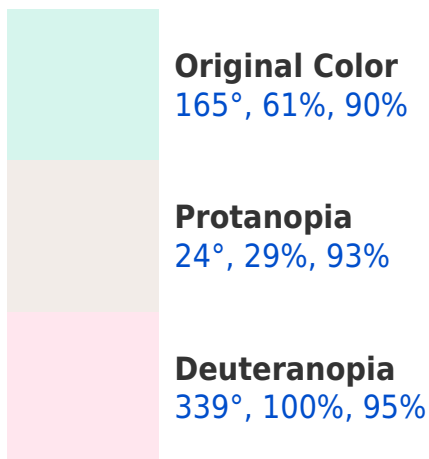 Original Color
165°, 61%, 90%
Protanopia
24°, 29%, 93%
Deuteranopia
339°, 100%, 95%